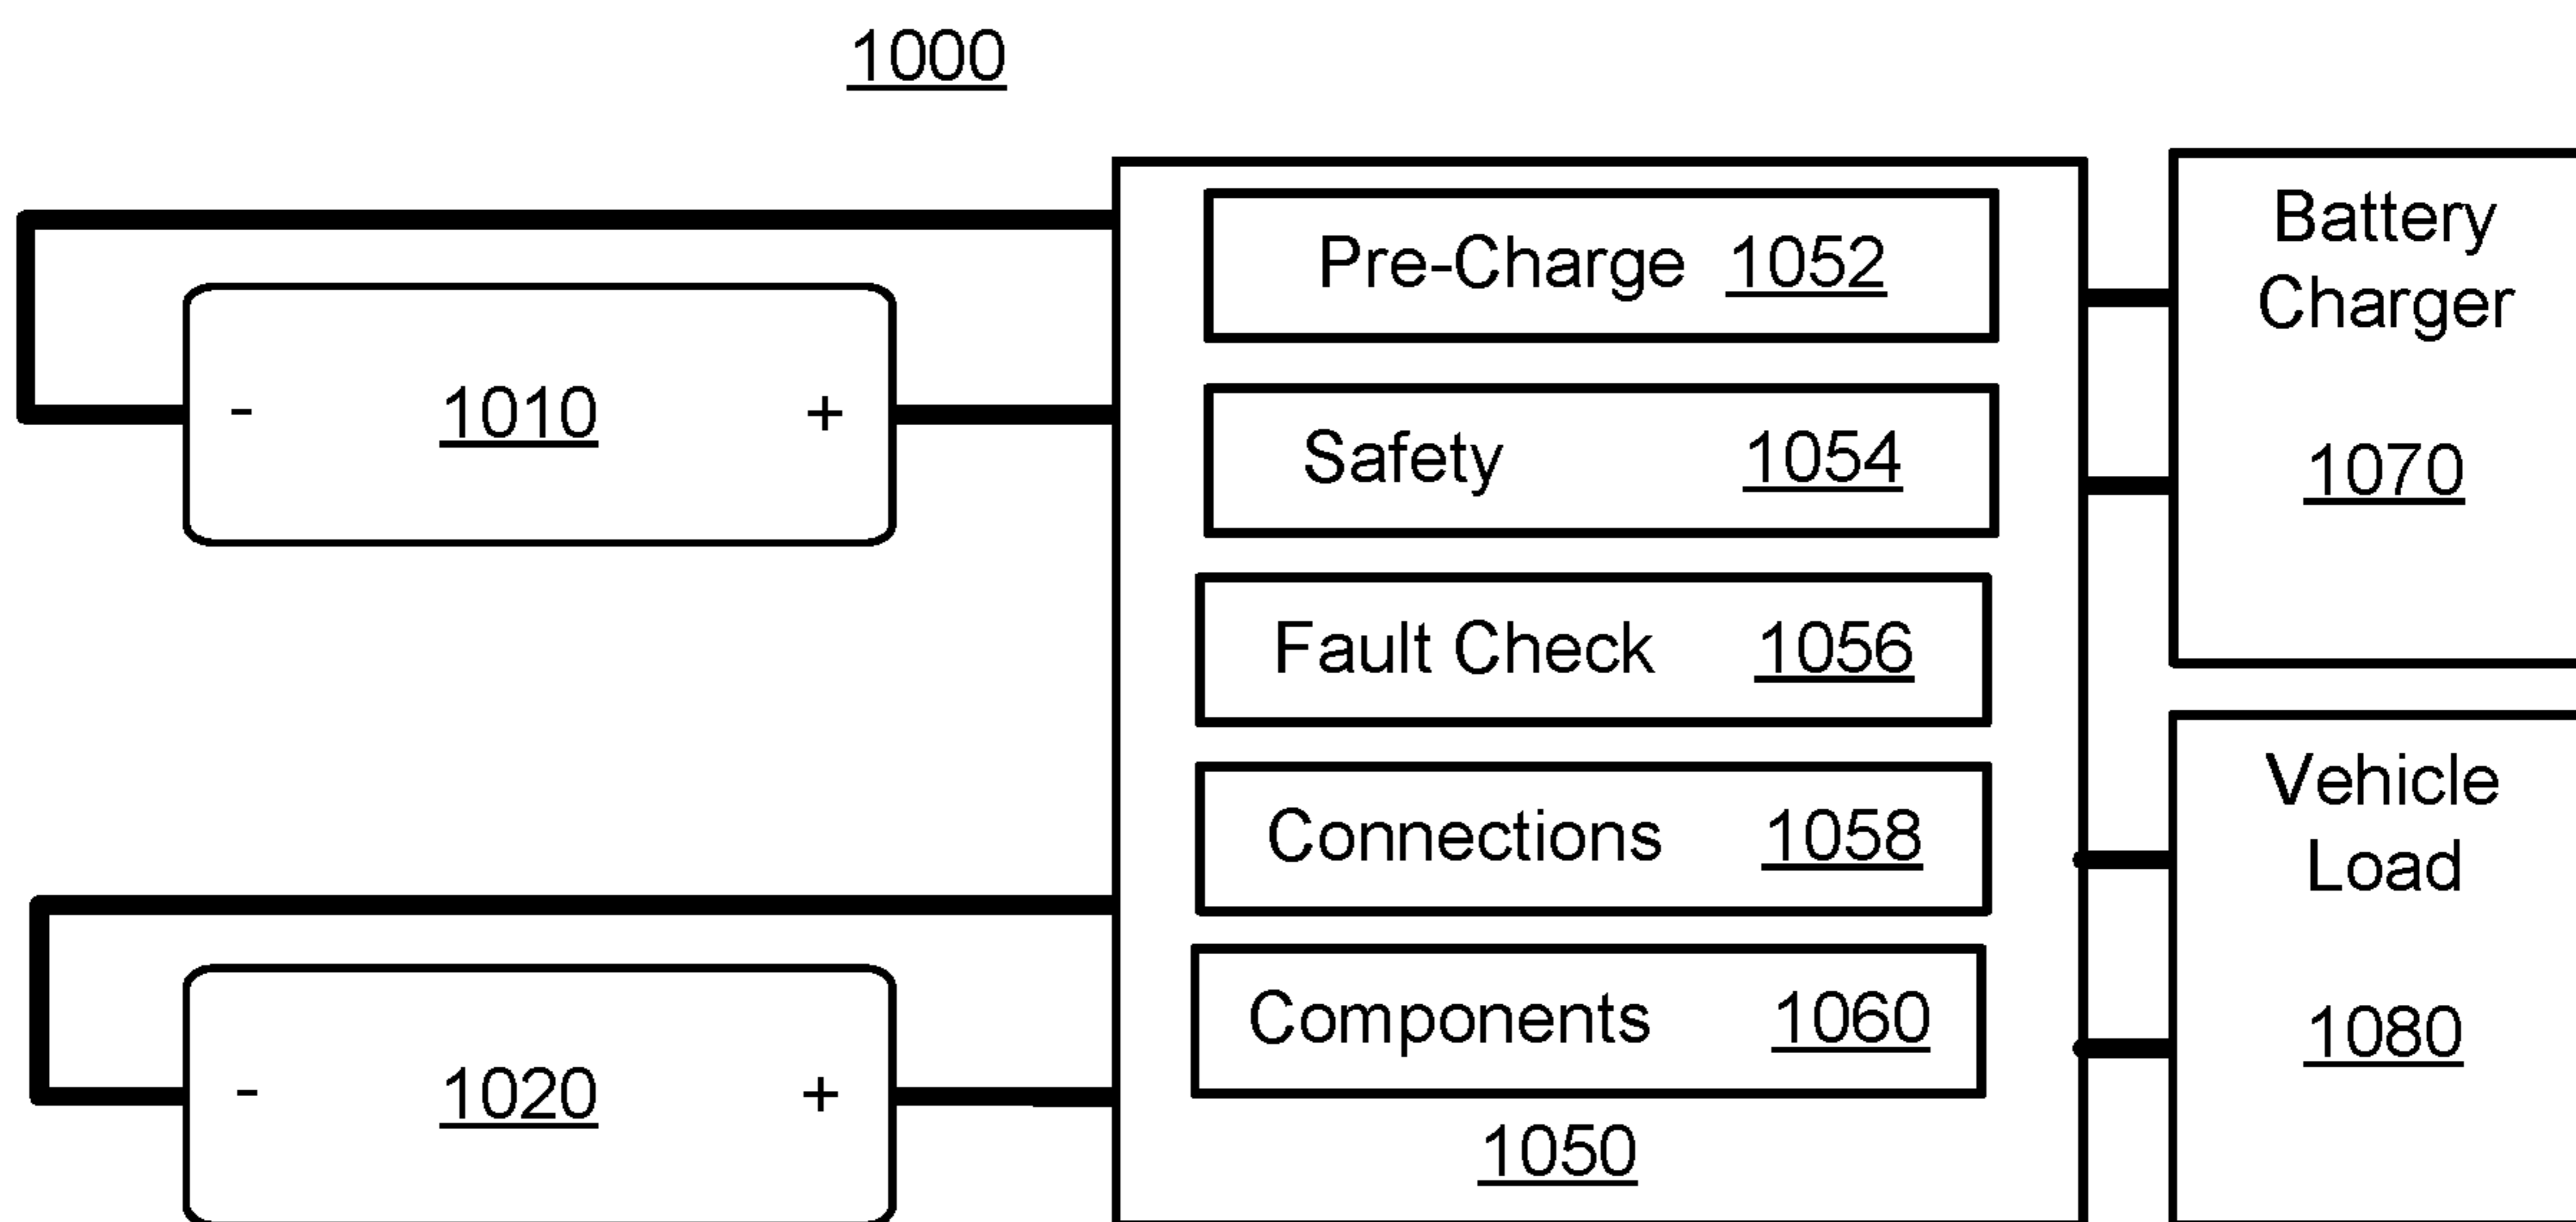 1000
- 1010 +
Pre-Charge 1052
Safety 1054
Fault Check 1056
Connections 1058
Components 1060
1050
- 1020 +
Battery
Charger
1070
Vehicle
Load
1080